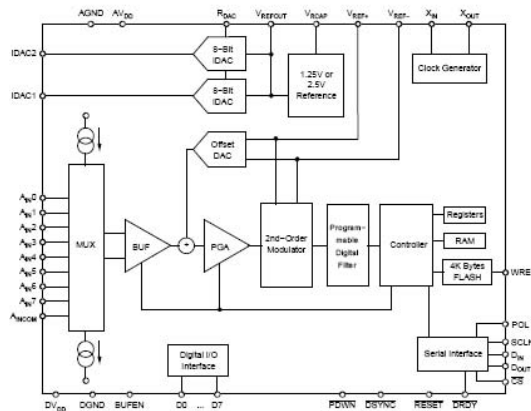 AGND AVDD RDAC VREFOUT VRCAP VREF+ VREF- XIN XOUT
IDAC2
8-Bit
IDAC
1.25V or
2.5V
Reference
Clock Generator
IDAC1
8-Bit
IDAC
Offset
DAC
AIN0
AIN1
AIN2
AIN3
AIN4
AIN5
AIN6
AIN7
AINCOM
MUX
BUF
+
PGA
2nd-Order
Modulator
Program-
mable
Digital
Filter
Controller
Registers
RAM
4K Bytes
FLASH
WREN
Digital I/O
Interface
Serial Interface
POL
SCLK
DIN
DOUT
CS
DVDD DGND BUFEN D0 ... D7 PDWN DSYNC RESET DRDY